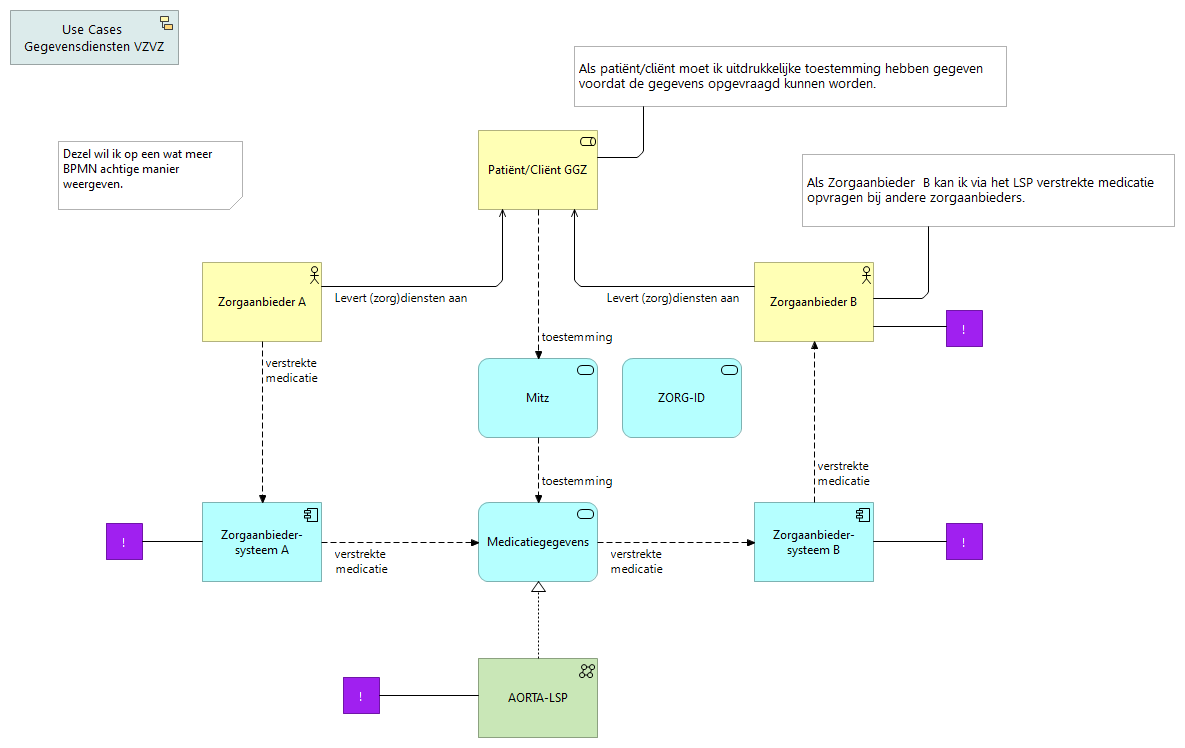 Use Cases
Gegevensdiensten VZVZ
Als patiënt/cliënt moet ik uitdrukkelijke toestemming hebben gegeven
voordat de gegevens opgevraagd kunnen worden.
Dezel wil ik op een wat meer
BPMN achtige manier
weergeven.
Patiënt/Cliënt GGZ
Als Zorgaanbieder  B kan ik via het LSP verstrekte medicatie
opvragen bij andere zorgaanbieders.
Zorgaanbieder A
Levert (zorg)diensten aan
Levert (zorg)diensten aan
Zorgaanbieder B
!
toestemming
verstrekte
medicatie
Mitz
ZORG-ID
toestemming
verstrekte
medicatie
!
Zorgaanbieder-
systeem A
verstrekte
medicatie
Medicatiegegevens
verstrekte
medicatie
Zorgaanbieder-
systeem B
!
!
AORTA-LSP